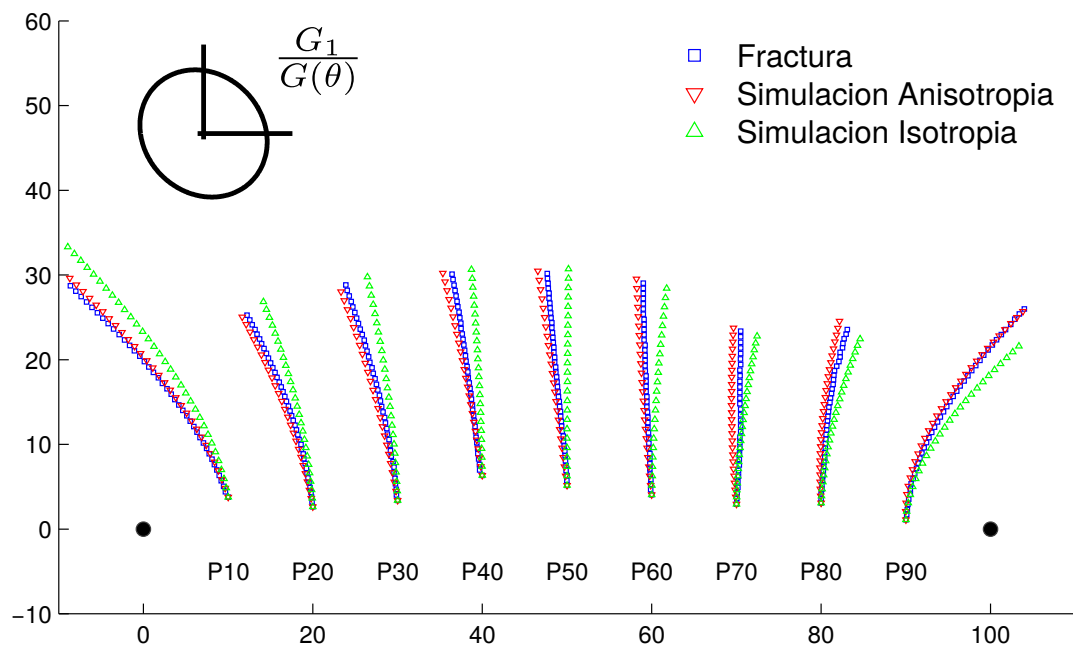 60
50
40
30
20
10
0
−10
G1
G(θ)
Fractura
Simulacion Anisotropia
Simulacion Isotropia
P10 P20 P30 P40 P50 P60 P70 P80 P90
0 20 40 60 80 100